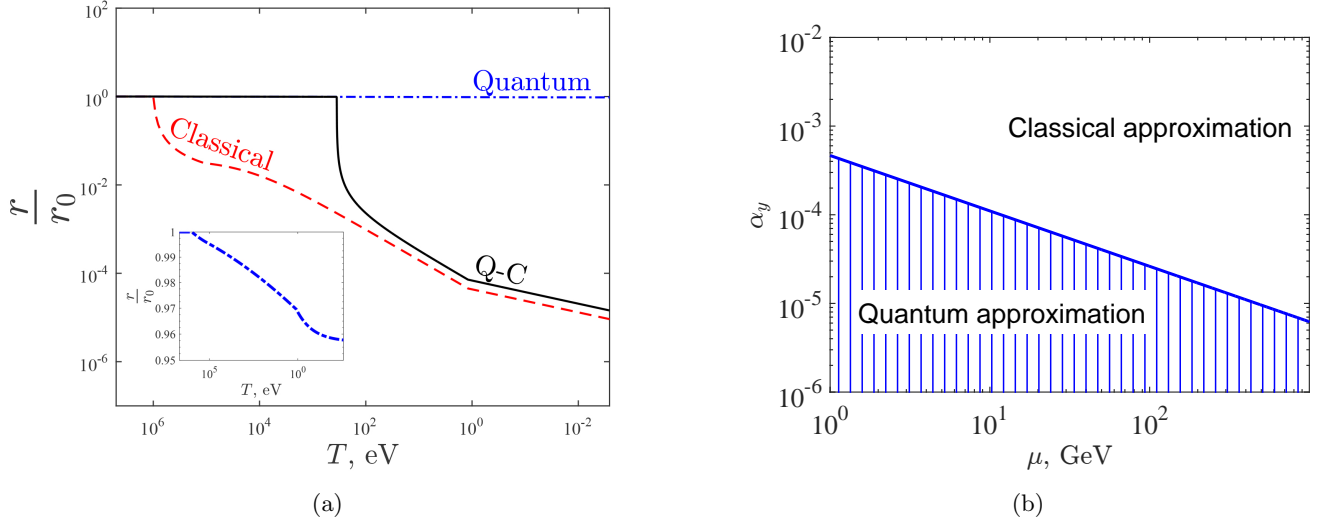 10^2
10^0
10^-2
10^-4
10^-6
r/r_0
Quantum
Classical
Q-C
1
0.99
0.98
0.97
0.96
0.95
r/r_0
10^5
10^0
T, eV
10^6
10^4
10^2
10^0
10^-2
T, eV
(a)
10^-2
10^-3
10^-4
10^-5
10^-6
α_y
Classical approximation
Quantum approximation
10^0
10^1
10^2
μ, GeV
(b)